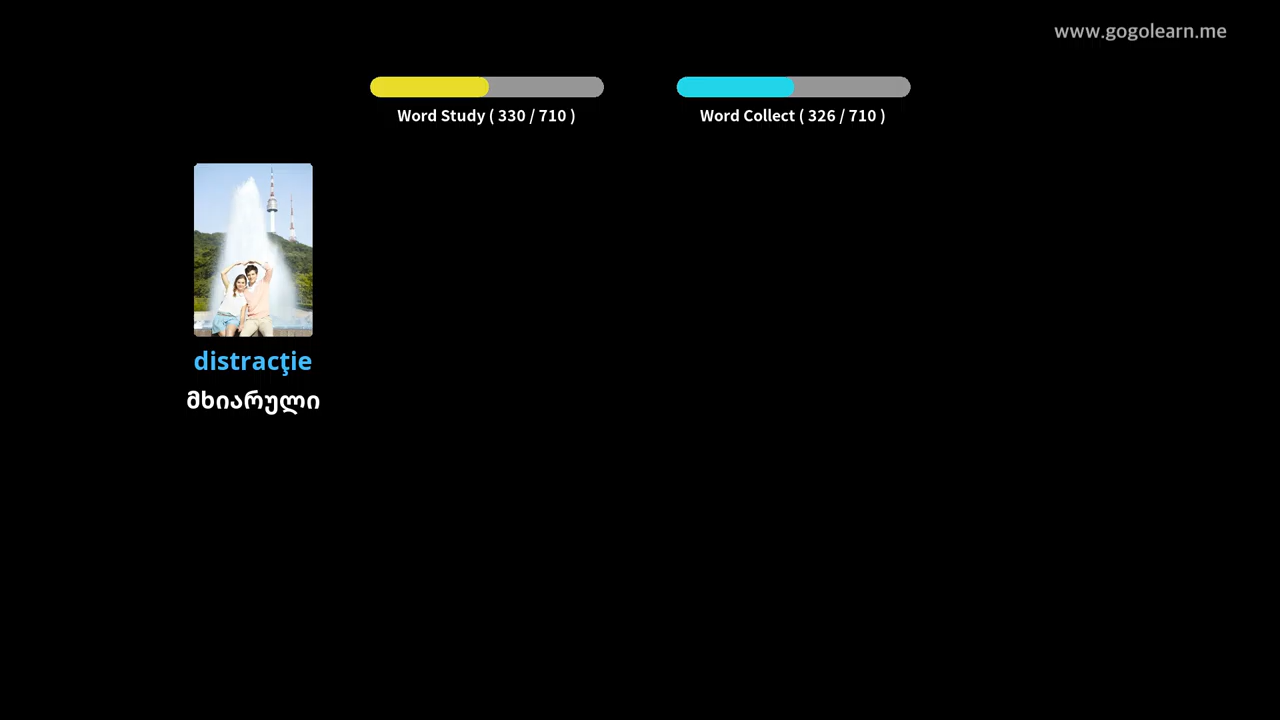 www.gogolearn.me
Word Study ( 330 / 710 )
Word Collect ( 326 / 710 )
distracţie
მხიარული